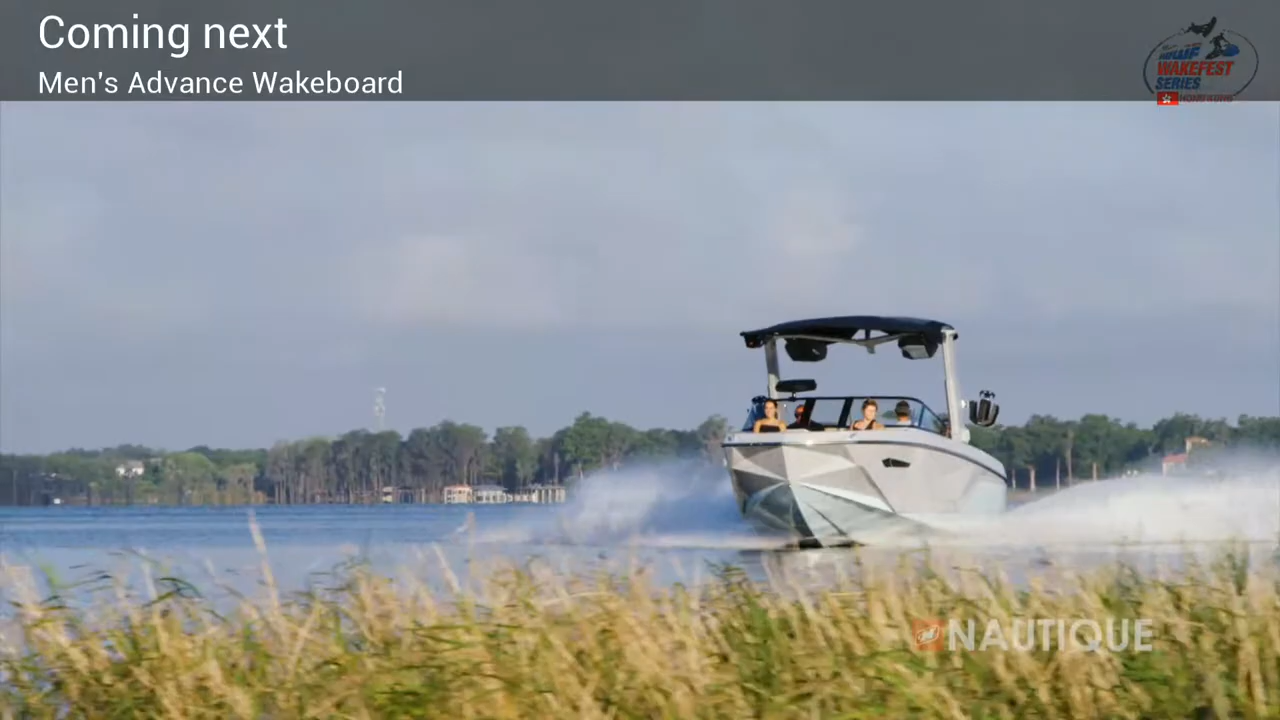 Coming next
Men's Advance Wakeboard
WAKEFEST
SERIES
NAUTIQUE